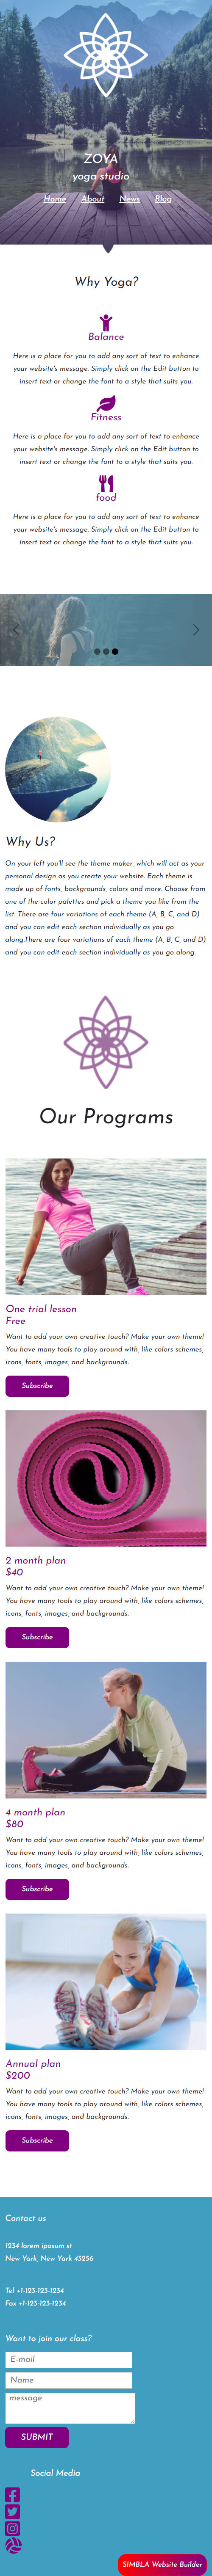 ZOYA
yoga studio
Home About News Blog
Why Yoga?
Balance
Here is a place for you to add any sort of text to enhance
your website's message. Simply click on the Edit button to
insert text or change the font to a style that suits you.
Fitness
Here is a place for you to add any sort of text to enhance
your website's message. Simply click on the Edit button to
insert text or change the font to a style that suits you.
food
Here is a place for you to add any sort of text to enhance
your website's message. Simply click on the Edit button to
insert text or change the font to a style that suits you.
Why Us?
On your left you'll see the theme maker, which will act as your
personal design as you create your website. Each theme is
made up of fonts, backgrounds, colors and more. Choose from
one of the color palettes and pick a theme you like from the
list. There are four variations of each theme (A, B, C, and D)
and you can edit each section individually as you go
along.There are four variations of each theme (A, B, C, and D)
and you can edit each section individually as you go along.
Our Programs
One trial lesson
Free
Want to add your own creative touch? Make your own theme!
You have many tools to play around with, like colors schemes,
icons, fonts, images, and backgrounds.
Subscribe
2 month plan
$40
Want to add your own creative touch? Make your own theme!
You have many tools to play around with, like colors schemes,
icons, fonts, images, and backgrounds.
Subscribe
4 month plan
$80
Want to add your own creative touch? Make your own theme!
You have many tools to play around with, like colors schemes,
icons, fonts, images, and backgrounds.
Subscribe
Annual plan
$200
Want to add your own creative touch? Make your own theme!
You have many tools to play around with, like colors schemes,
icons, fonts, images, and backgrounds.
Subscribe
Contact us
1234 lorem iposum st
New York, New York 43256
Tel +1-123-123-1234
Fox +1-123-123-1234
Want to join our class?
E-mail
Name
message
SUBMIT
Social Media
SIMBLA Website Builder